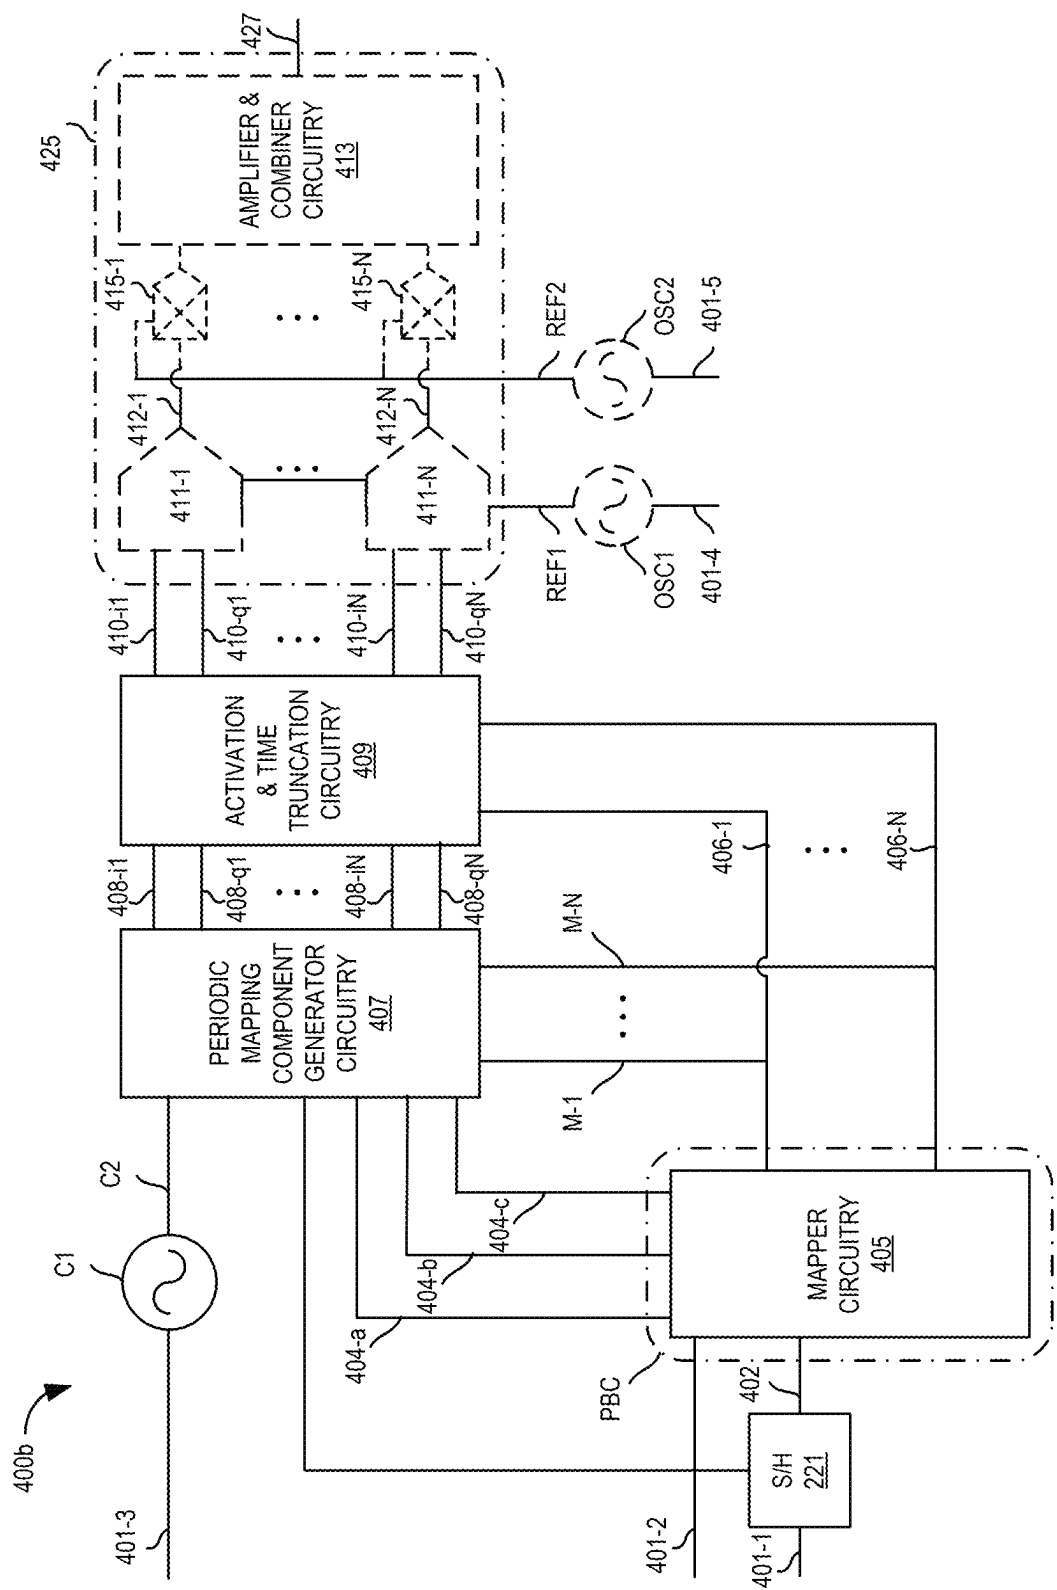 400b
401-3
C1
C2
401-2
401-1
S/H
221
402
PBC
MAPPER
CIRCUITRY
405
404-a
404-b
404-c
M-1
• • •
M-N
406-1
• • •
406-N
PERIODIC
MAPPING
COMPONENT
GENERATOR
CIRCUITRY
407
408-i1
408-q1
• • •
408-iN
408-qN
ACTIVATION
& TIME
TRUNCATION
CIRCUITRY
409
410-i1
410-q1
• • •
410-iN
410-qN
425
411-1
• • •
411-N
412-1
412-N
415-1
• • •
415-N
AMPLIFIER &
COMBINER
CIRCUITRY
413
427
REF1
OSC1
401-4
REF2
OSC2
401-5